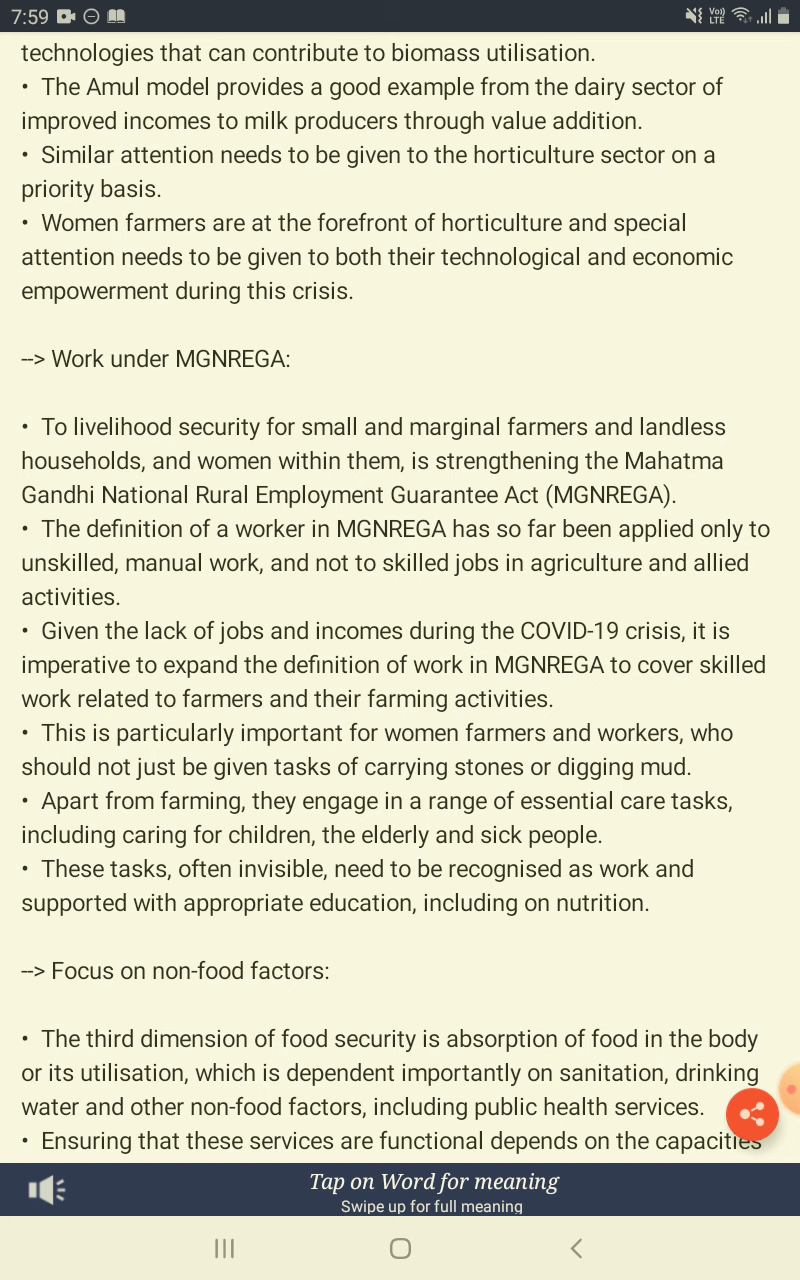 7:59
Vo)) LTE
technologies that can contribute to biomass utilisation.
• The Amul model provides a good example from the dairy sector of
improved incomes to milk producers through value addition.
• Similar attention needs to be given to the horticulture sector on a
priority basis.
• Women farmers are at the forefront of horticulture and special
attention needs to be given to both their technological and economic
empowerment during this crisis.
--> Work under MGNREGA:
• To livelihood security for small and marginal farmers and landless
households, and women within them, is strengthening the Mahatma
Gandhi National Rural Employment Guarantee Act (MGNREGA).
• The definition of a worker in MGNREGA has so far been applied only to
unskilled, manual work, and not to skilled jobs in agriculture and allied
activities.
• Given the lack of jobs and incomes during the COVID-19 crisis, it is
imperative to expand the definition of work in MGNREGA to cover skilled
work related to farmers and their farming activities.
• This is particularly important for women farmers and workers, who
should not just be given tasks of carrying stones or digging mud.
• Apart from farming, they engage in a range of essential care tasks,
including caring for children, the elderly and sick people.
• These tasks, often invisible, need to be recognised as work and
supported with appropriate education, including on nutrition.
--> Focus on non-food factors:
• The third dimension of food security is absorption of food in the body
or its utilisation, which is dependent importantly on sanitation, drinking
water and other non-food factors, including public health services.
• Ensuring that these services are functional depends on the capacities
Tap on Word for meaning
Swipe up for full meaning